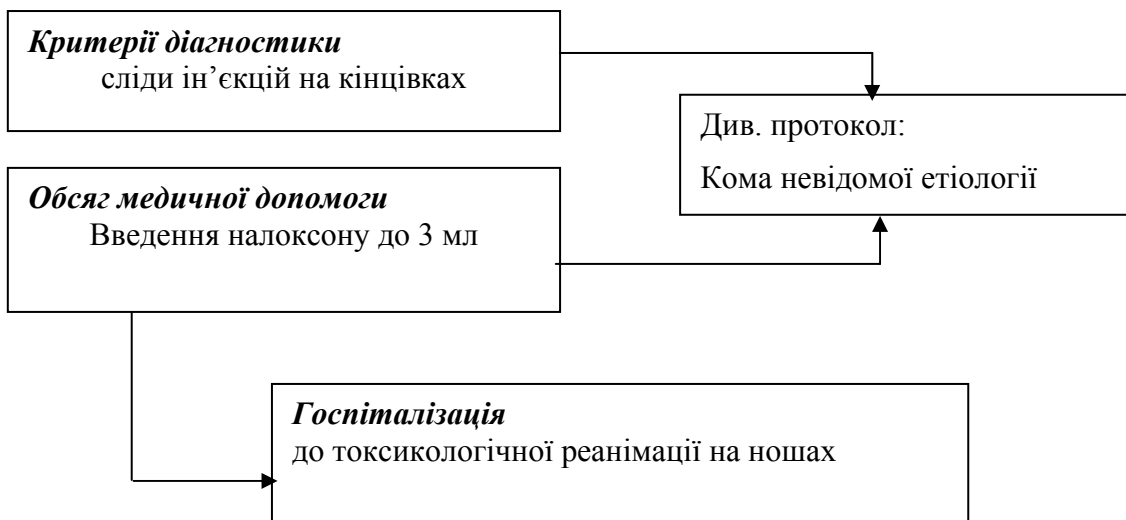 Критерії діагностики
сліди ін’єкцій на кінцівках
Див. протокол:
Кома невідомої етіології
Обсяг медичної допомоги
Введення налоксону до 3 мл
Госпіталізація
до токсикологічної реанімації на ношах